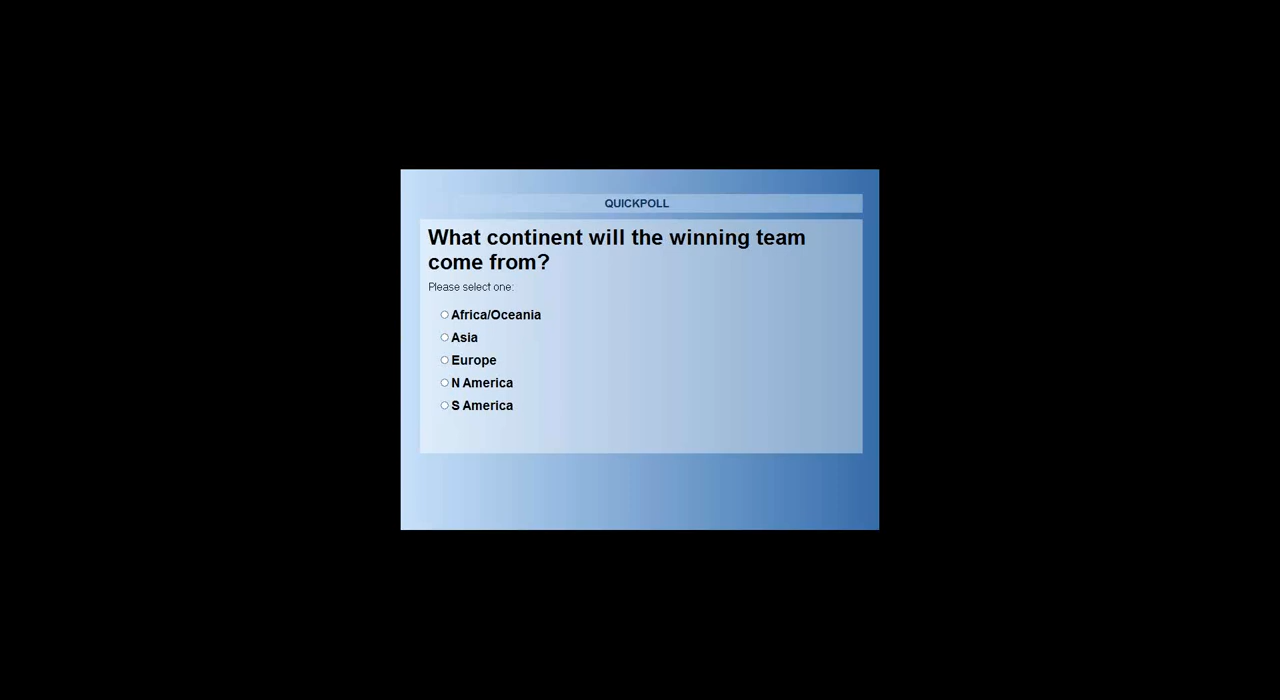 QUICKPOLL
What continent will the winning team
come from?
Please select one:
Africa/Oceania
Asia
Europe
N America
S America